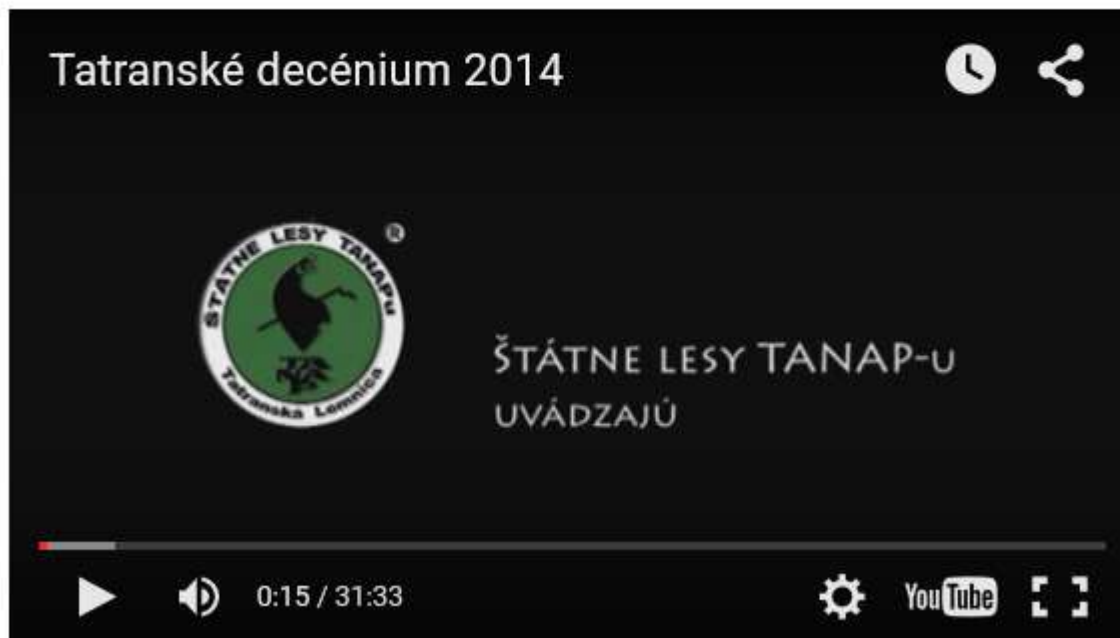 Tatranské decénium 2014
ŠTÁTNE LESY TANAPu
®
Tatranská Lomnica
ŠTÁTNE LESY TANAP-U
UVÁDZAJÚ
0:15 / 31:33
YouTube